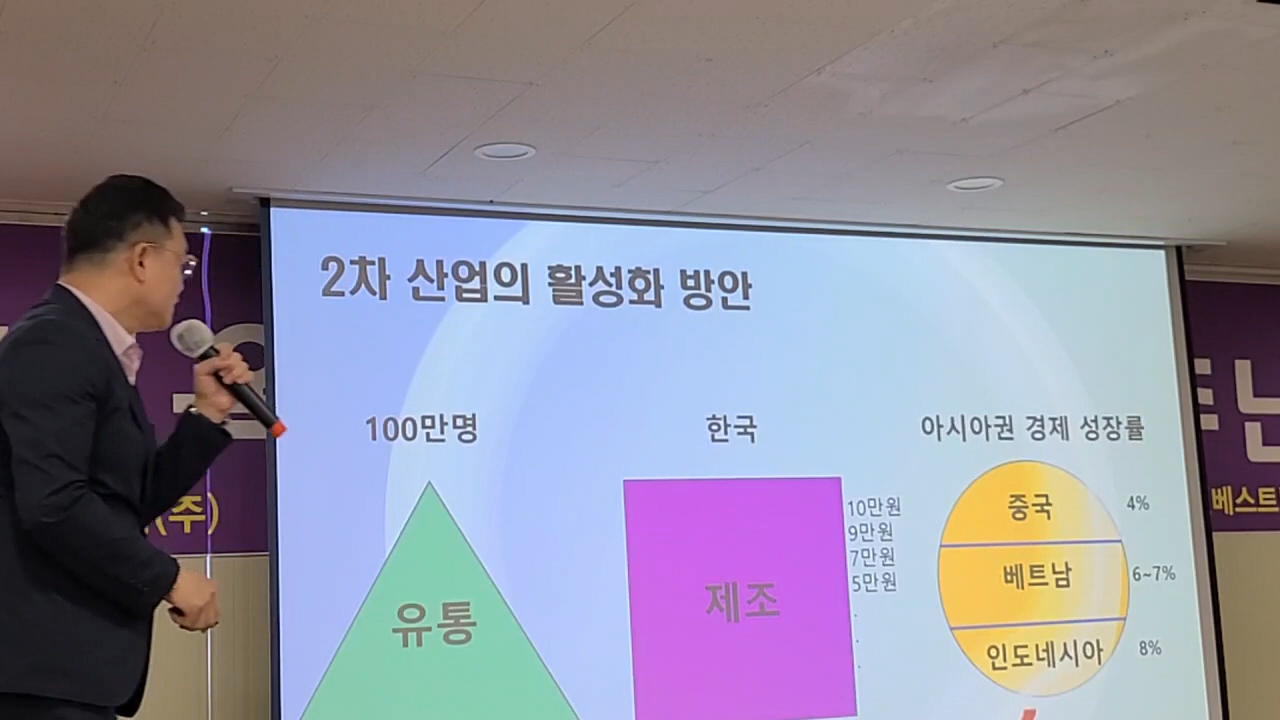 2차 산업의 활성화 방안
100만명
한국
아시아권 경제 성장률
유통
제조
10만원
9만원
7만원
5만원
.
.
.
중국
4%
베트남
6~7%
인도네시아
8%
(주)
베스트